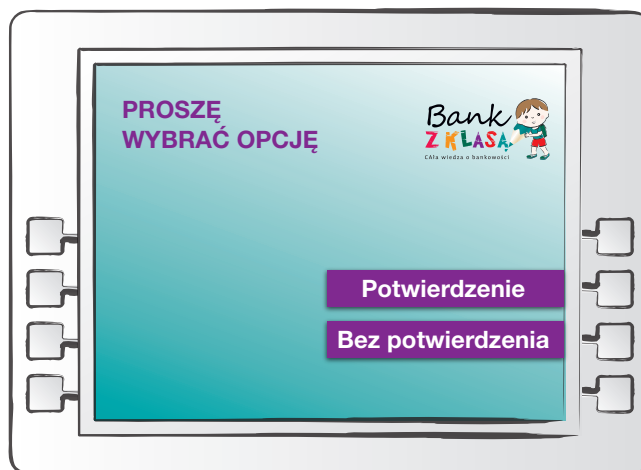 PROSZĘ
WYBRAĆ OPCJĘ
Bank
Z KLASĄ
CAła wiedza o bankowości
Potwierdzenie
Bez potwierdzenia